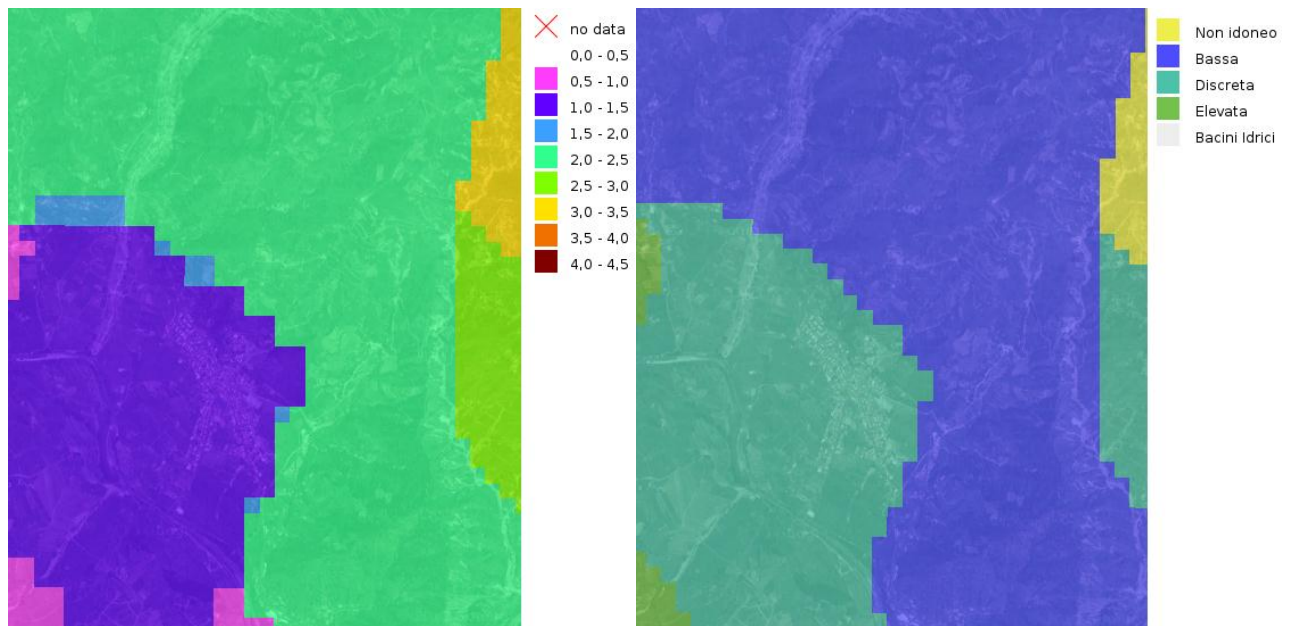 no data
0,0 - 0,5
0,5 - 1,0
1,0 - 1,5
1,5 - 2,0
2,0 - 2,5
2,5 - 3,0
3,0 - 3,5
3,5 - 4,0
4,0 - 4,5
Non idoneo
Bassa
Discreta
Elevata
Bacini Idrici